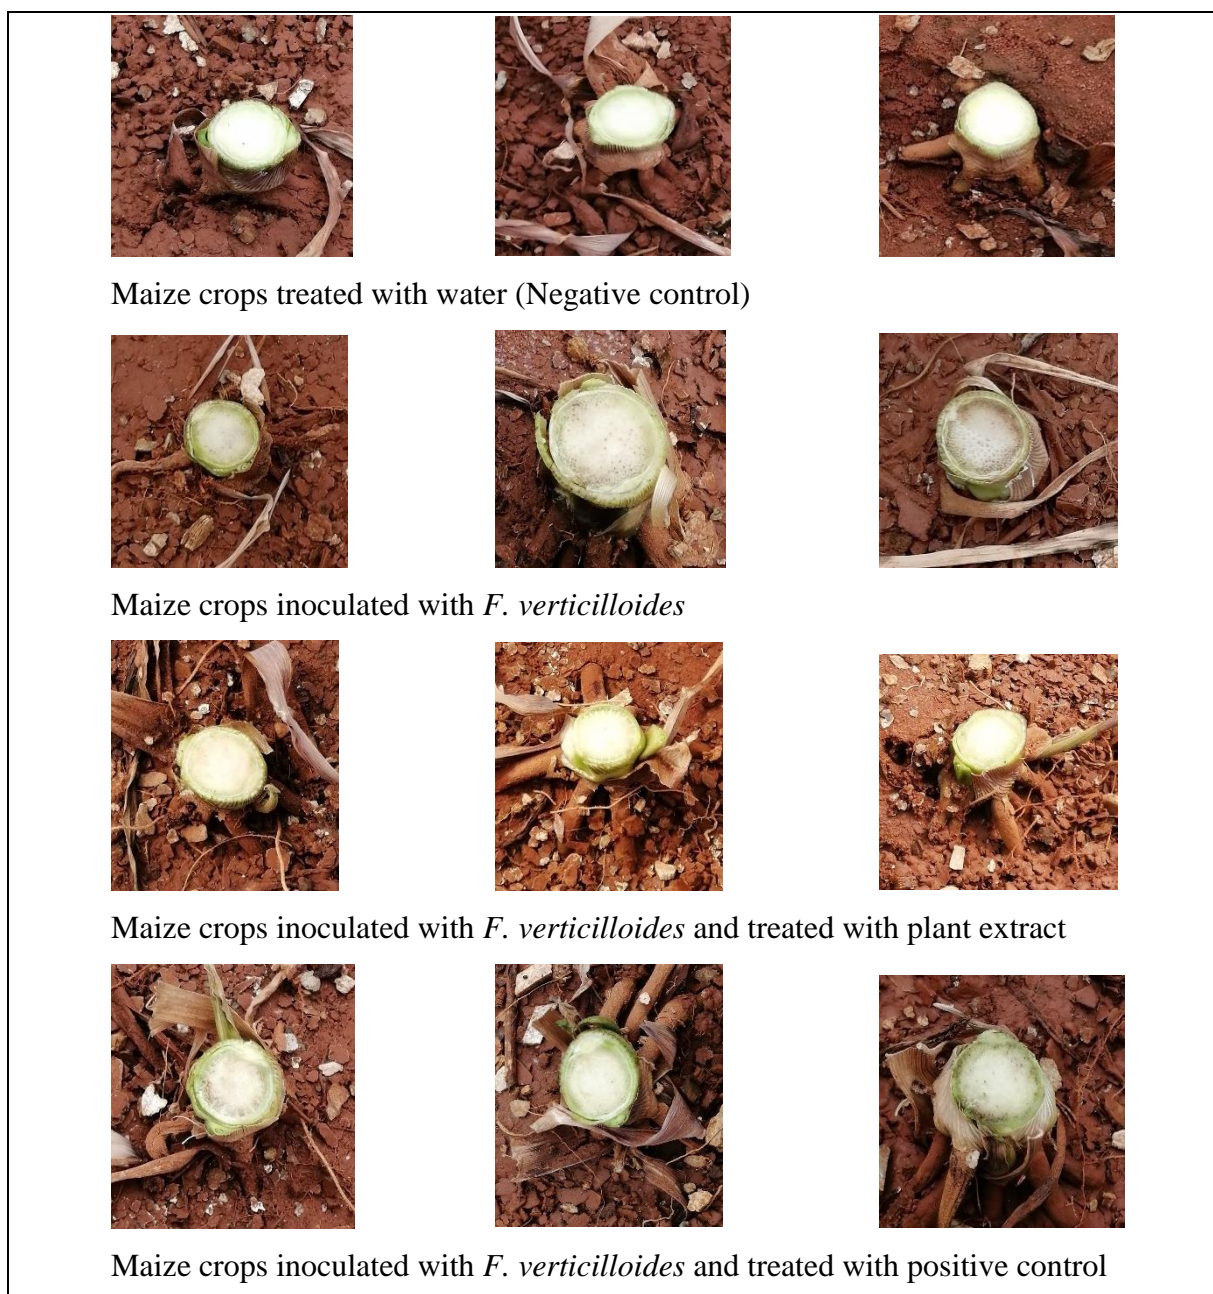 Maize crops treated with water (Negative control)
Maize crops inoculated with F. verticilloides
Maize crops inoculated with F. verticilloides and treated with plant extract
Maize crops inoculated with F. verticilloides and treated with positive control